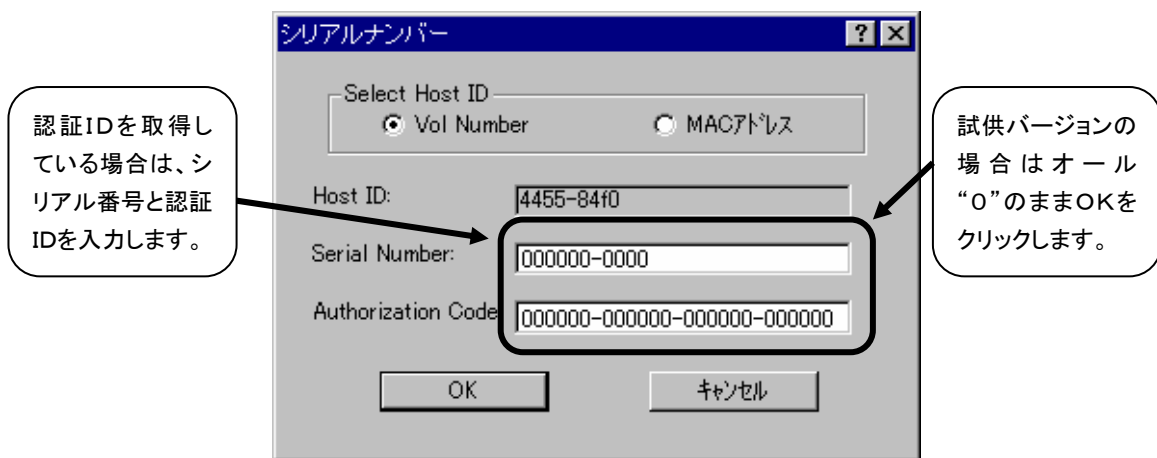 シリアルナンバー
Select Host ID
Vol Number
MACｱﾄﾞﾚｽ
認証IDを取得し
ている場合は、シ
リアル番号と認証
IDを入力します。
試供バージョンの
場合はオール
“0”のままOKを
クリックします。
Host ID:
4455-84f0
Serial Number:
000000-0000
Authorization Code
000000-000000-000000-000000
OK
ｷｬﾝｾﾙ